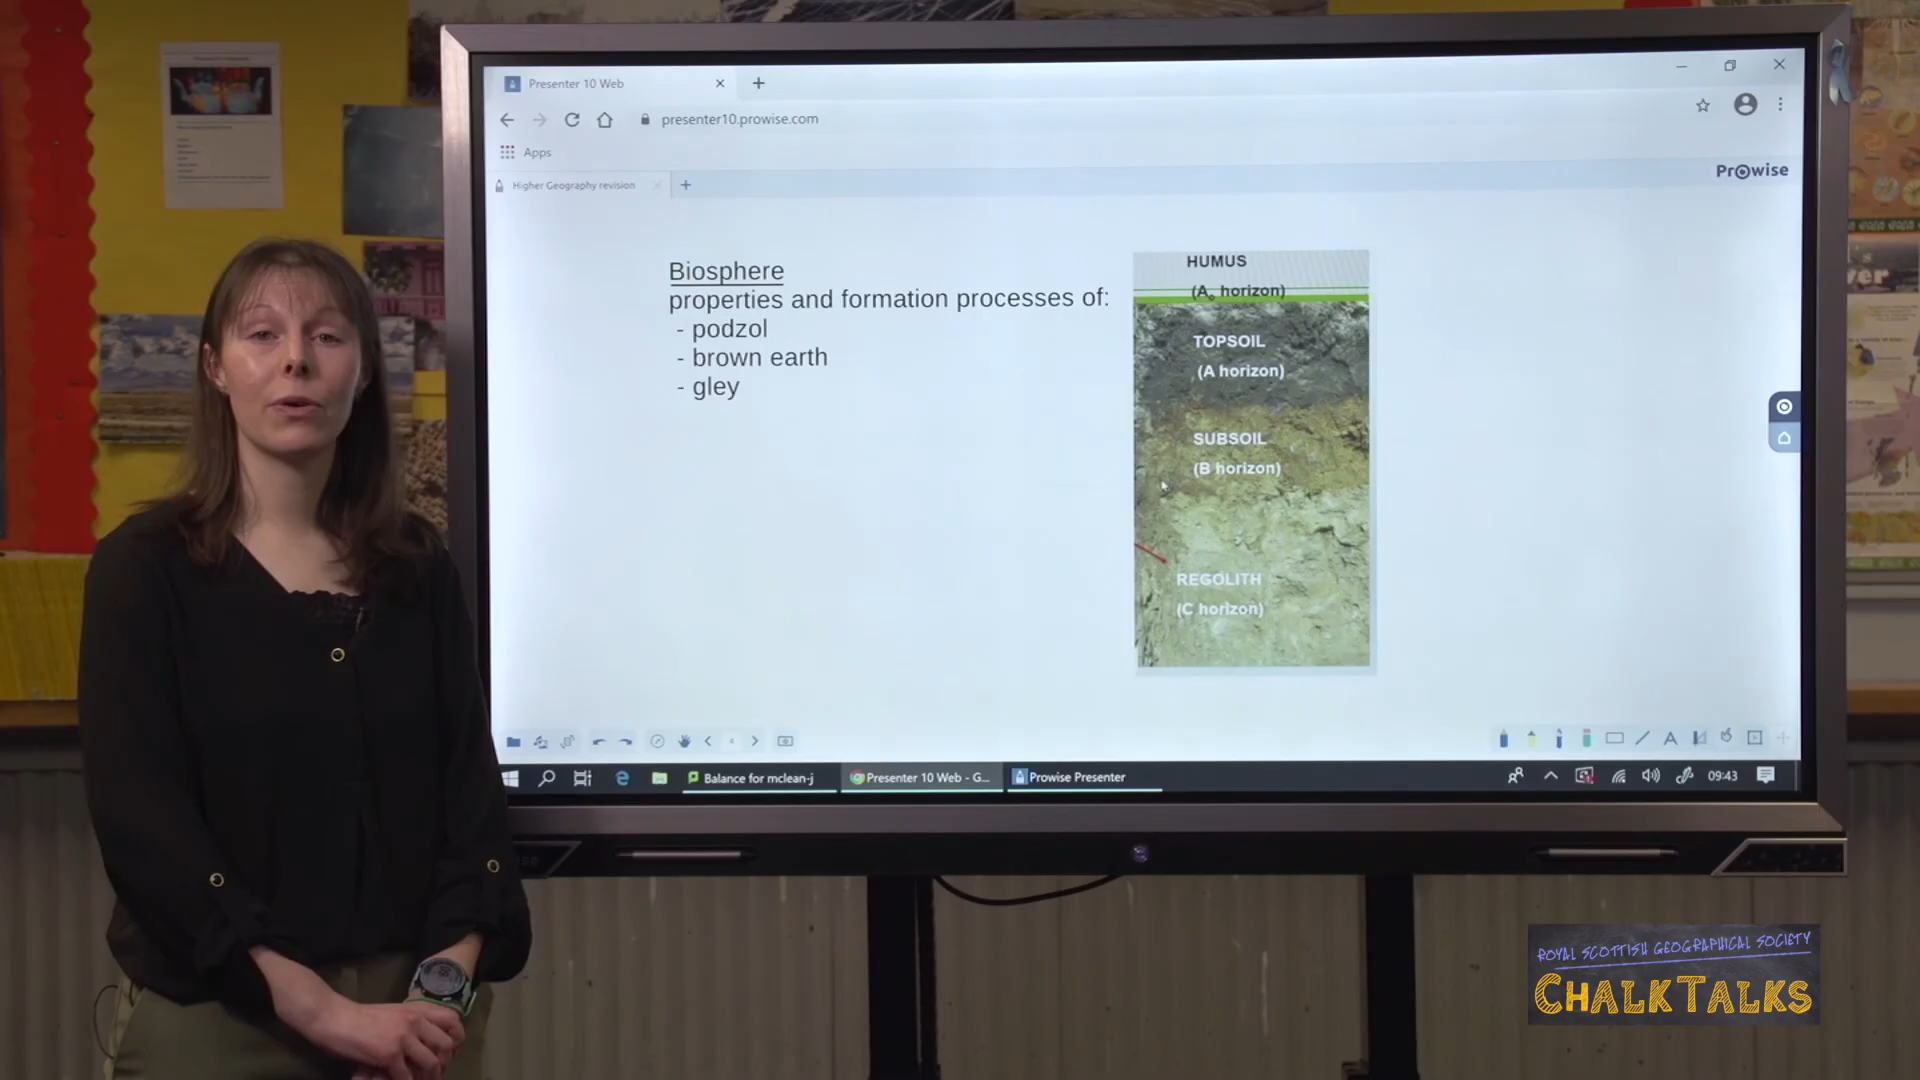 Presenter 10 Web
presenter10.prowise.com
Apps
Higher Geography revision
Prowise
Biosphere
properties and formation processes of:
- podzol
- brown earth
- gley
HUMUS
(Ao horizon)
TOPSOIL
(A horizon)
SUBSOIL
(B horizon)
REGOLITH
(C horizon)
4
Balance for mclean-j
Presenter 10 Web - G...
Prowise Presenter
09:43
ROYAL SCOTTISH GEOGRAPHICAL SOCIETY
CHALKTALKS